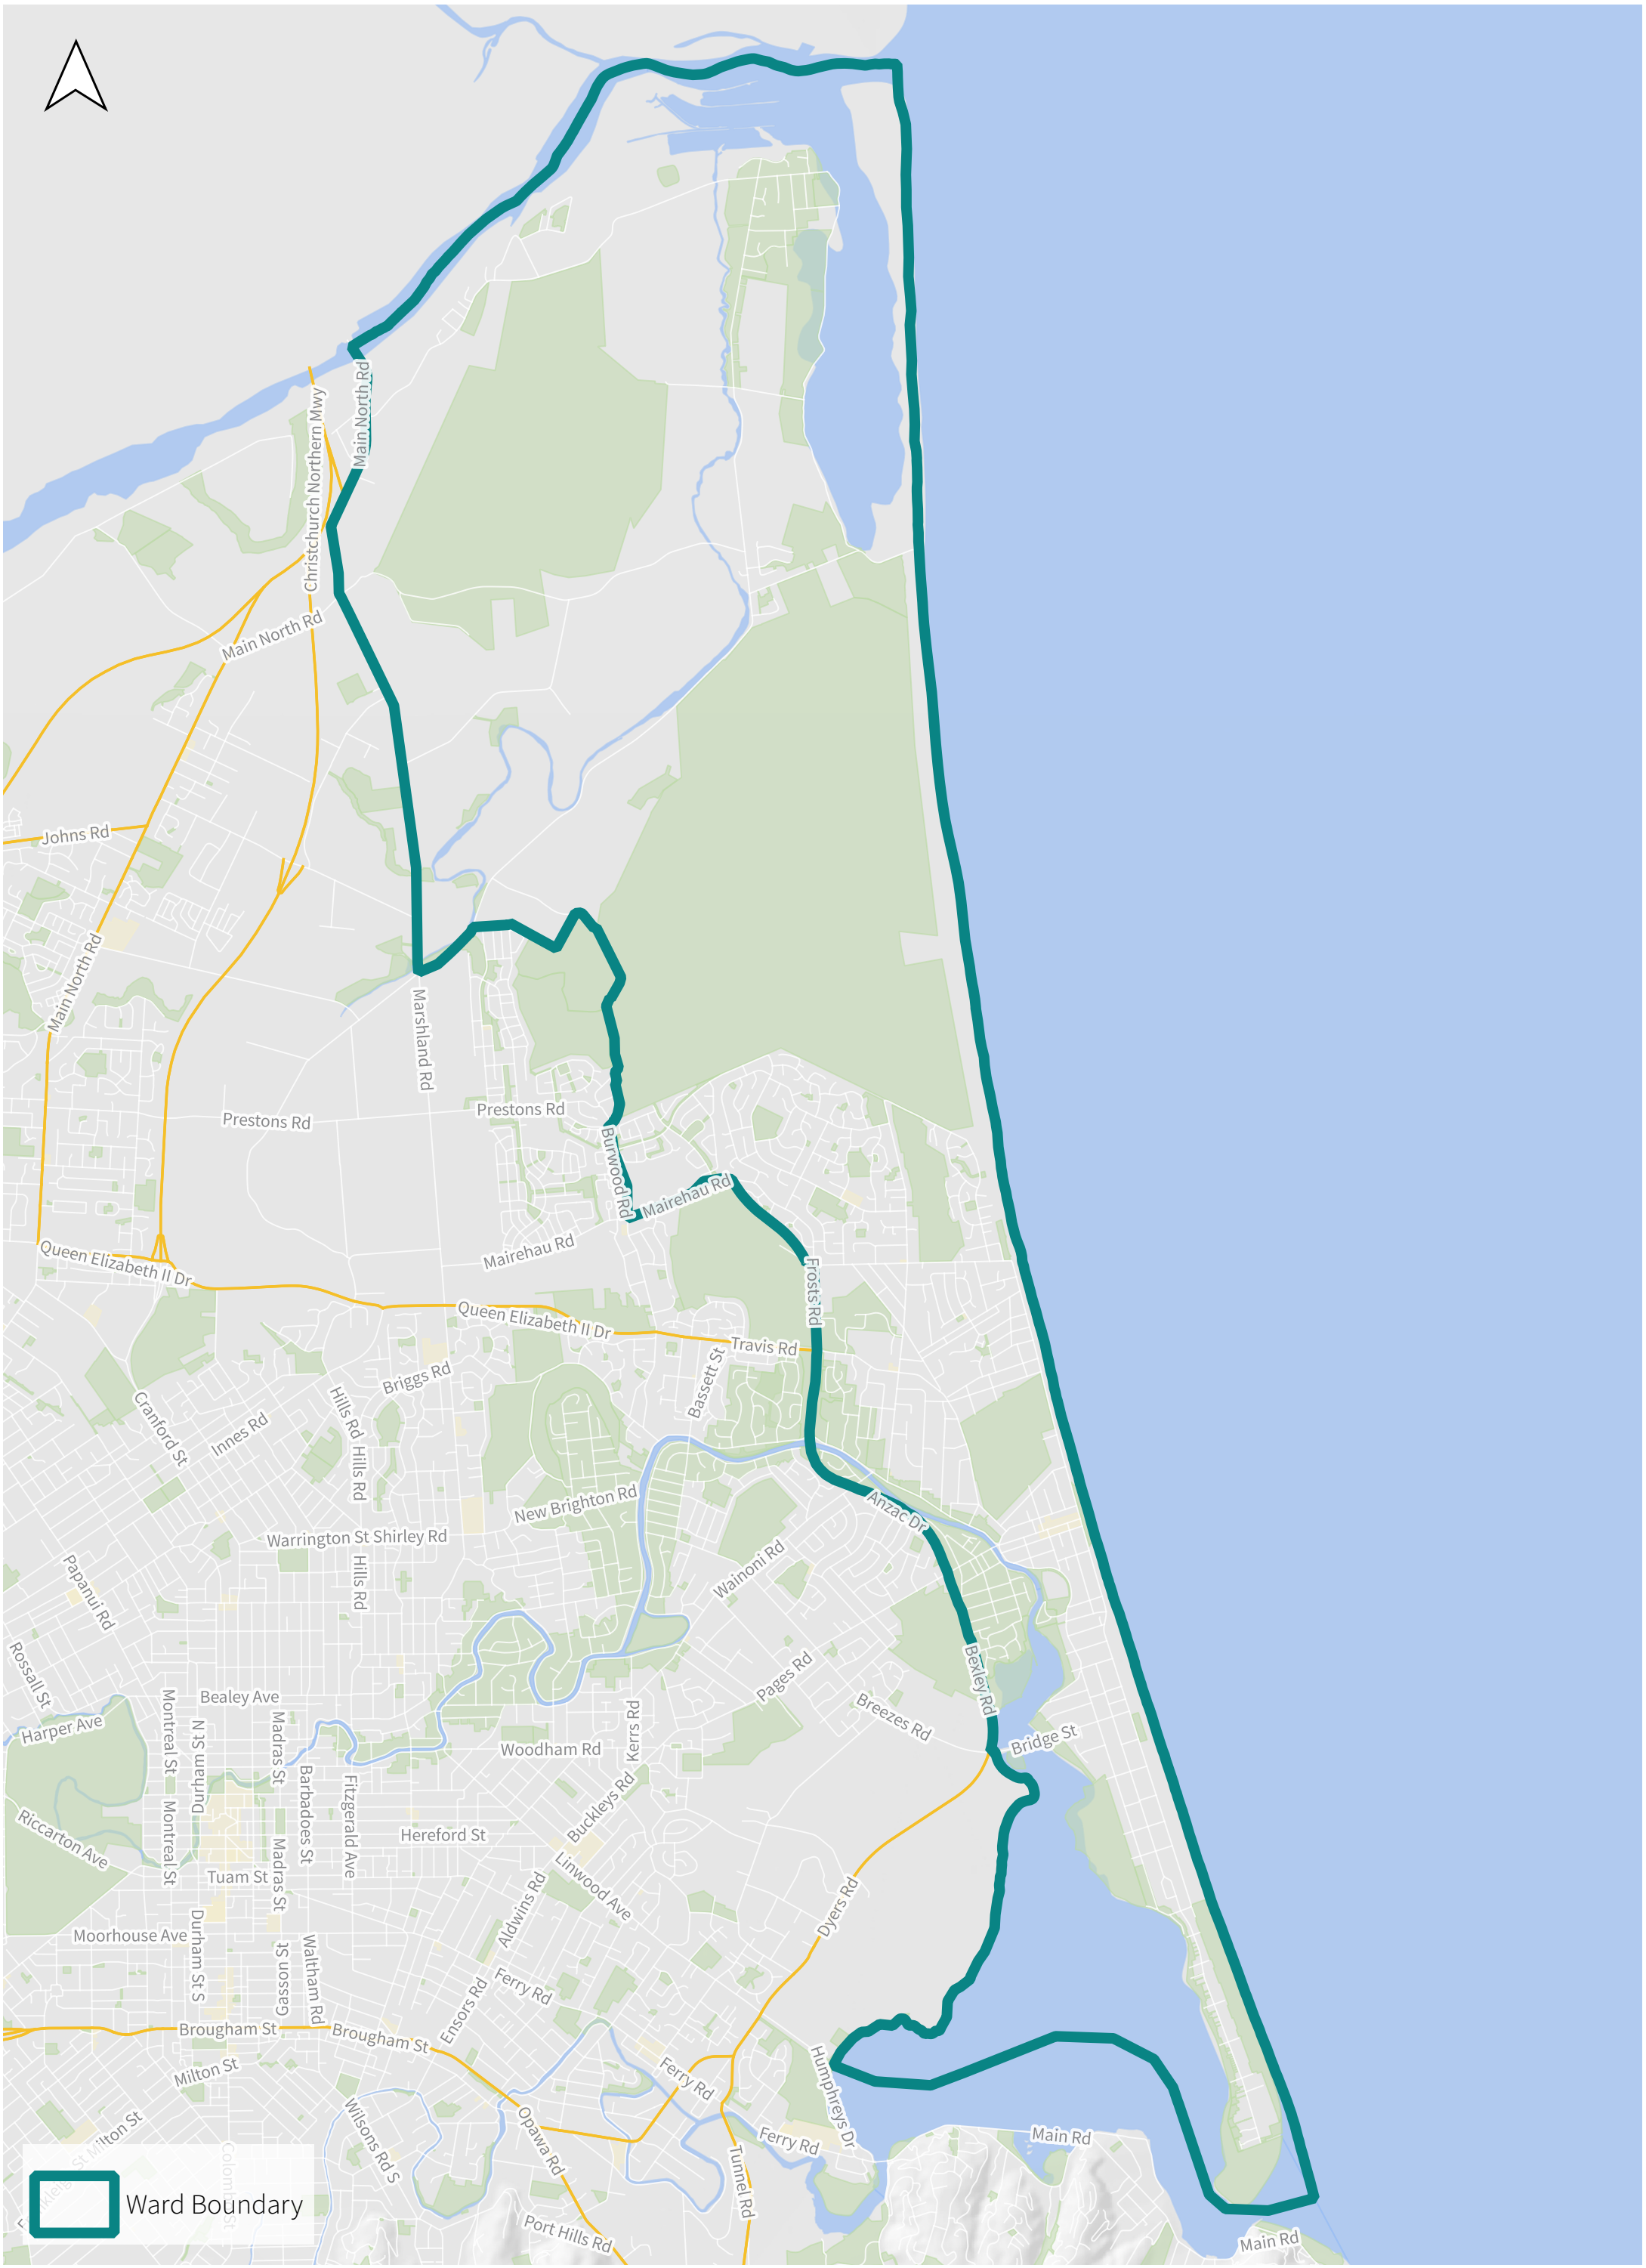 Main North Rd
Christchurch Northern Mwy
Main North Rd
Johns Rd
Main North Rd
Marshland Rd
Prestons Rd
Prestons Rd
Burwood Rd
Mairehau Rd
Mairehau Rd
Queen Elizabeth II Dr
Frosts Rd
Queen Elizabeth II Dr
Travis Rd
Bassett St
Briggs Rd
Hills Rd
Cranford St
Innes Rd
Hills Rd
New Brighton Rd
Anzac Dr
Warrington St
Shirley Rd
Hills Rd
Wainoni Rd
Papanui Rd
Rossall St
Pages Rd
Bexley Rd
Bealey Ave
Montreal St
Durham St N
Madras St
Harper Ave
Kerrs Rd
Breezes Rd
Bridge St
Woodham Rd
Barbadoes St
Fitzgerald Ave
Buckleys Rd
Montreal St
Riccarton Ave
Hereford St
Madras St
Tuam St
Linwood Ave
Aldwins Rd
Dyers Rd
Moorhouse Ave
Durham St S
Gasson St
Waltham Rd
Ferry Rd
Ensors Rd
Brougham St
Brougham St
Milton St
Ferry Rd
Humphreys Dr
Wilsons Rd S
Opawa Rd
Ferry Rd
Main Rd
St Milton St
Tunnel Rd
Port Hills Rd
Main Rd
Ward Boundary